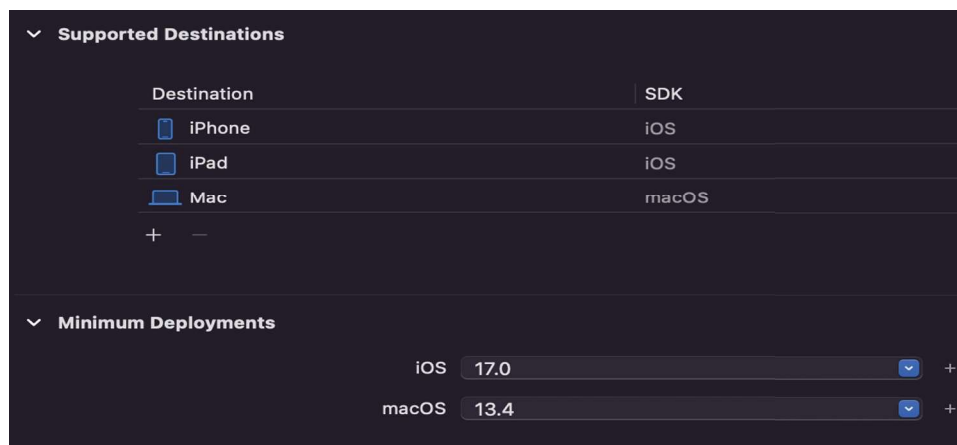 Supported Destinations
Destination SDK
iPhone iOS
iPad iOS
Mac macOS
+ −
Minimum Deployments
iOS 17.0 +
macOS 13.4 +